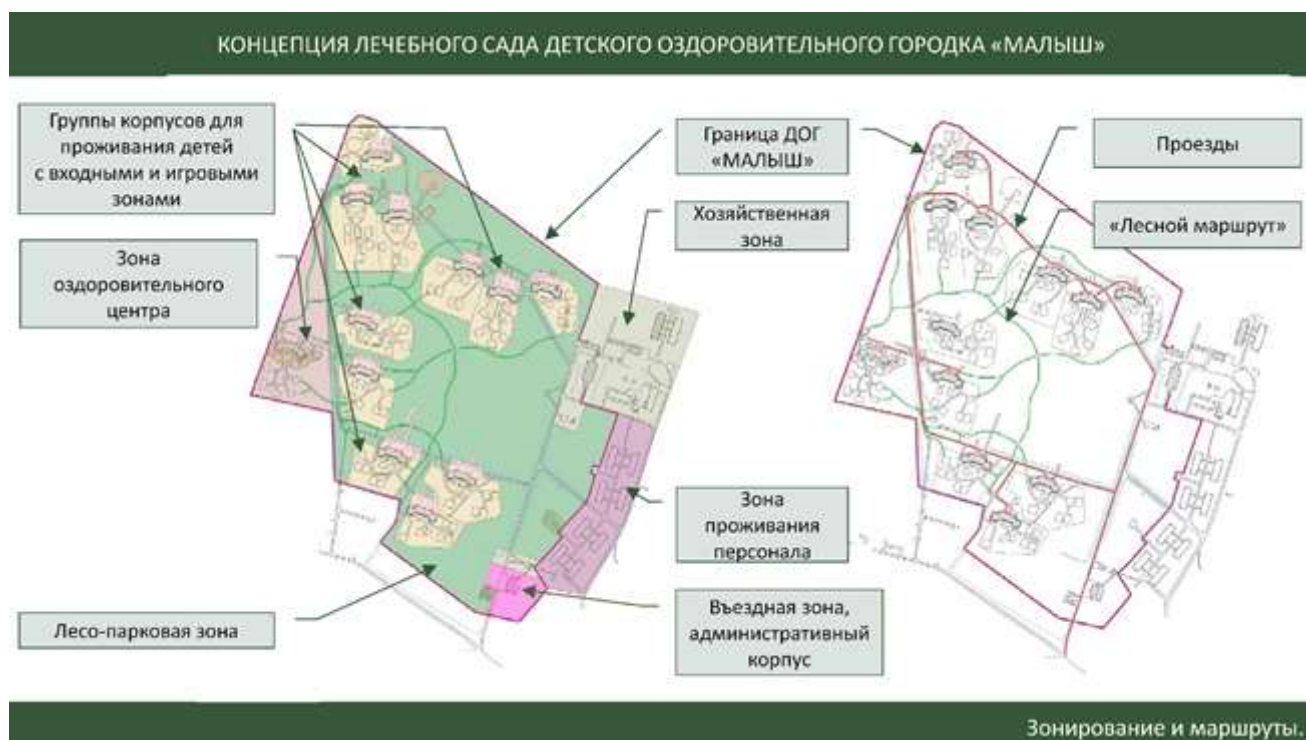 КОНЦЕПЦИЯ ЛЕЧЕБНОГО САДА ДЕТСКОГО ОЗДОРОВИТЕЛЬНОГО ГОРОДКА «МАЛЫШ»
Группы корпусов для
проживания детей
с входными и игровыми
зонами
Зона
оздоровительного
центра
Лесо-парковая зона
Граница ДОГ
«МАЛЫШ»
Хозяйственная
зона
Зона
проживания
персонала
Въездная зона,
административный
корпус
Проезды
«Лесной маршрут»
Зонирование и маршруты.